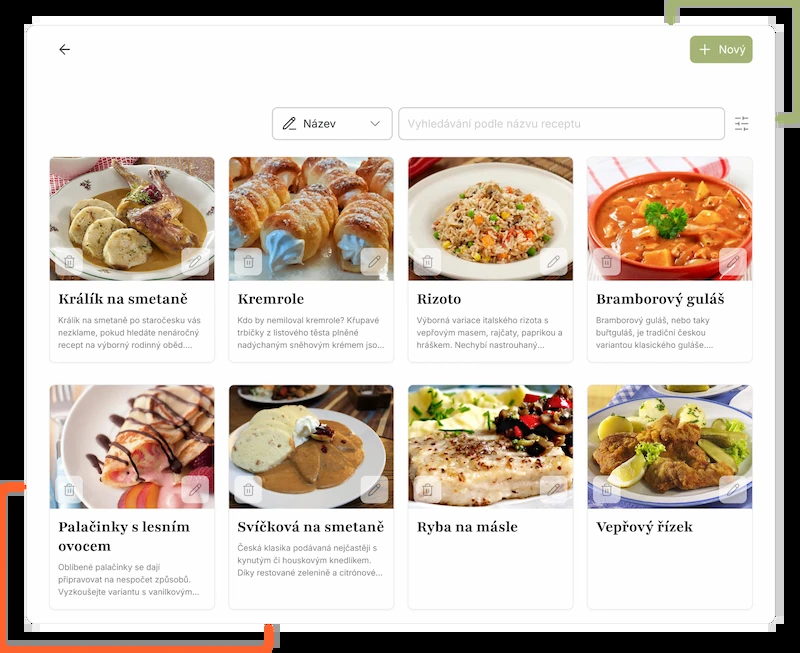 Nový
Název
Vyhledávání podle názvu receptu
Králík na smetaně
Králík na smetaně po staročesku vás
nezklame, pokud hledáte nenáročný
recept na výborný rodinný oběd....
Kremrole
Kdo by nemiloval kremrole? Křupavé
trbičky z listového těsta plněné
nadýchaným sněhovým krémem jso...
Rizoto
Výborná variace italského rizota s
vepřovým masem, rajčaty, paprikou a
hráškem. Nechybí nastrouhaný...
Bramborový guláš
Bramborový guláš, nebo taky
buřtguláš, je tradiční českou
variantou klasického guláše....
Palačinky s lesním
ovocem
Oblíbené palačinky se dají
připravovat na nespočet způsobů.
Vyzkoušejte variantu s vanilkovým...
Svíčková na smetaně
Česká klasika podávaná nejčastěji s
kynutým či houskovým knedlíkem.
Díky restované zelenině a citrónové...
Ryba na másle
Vepřový řízek